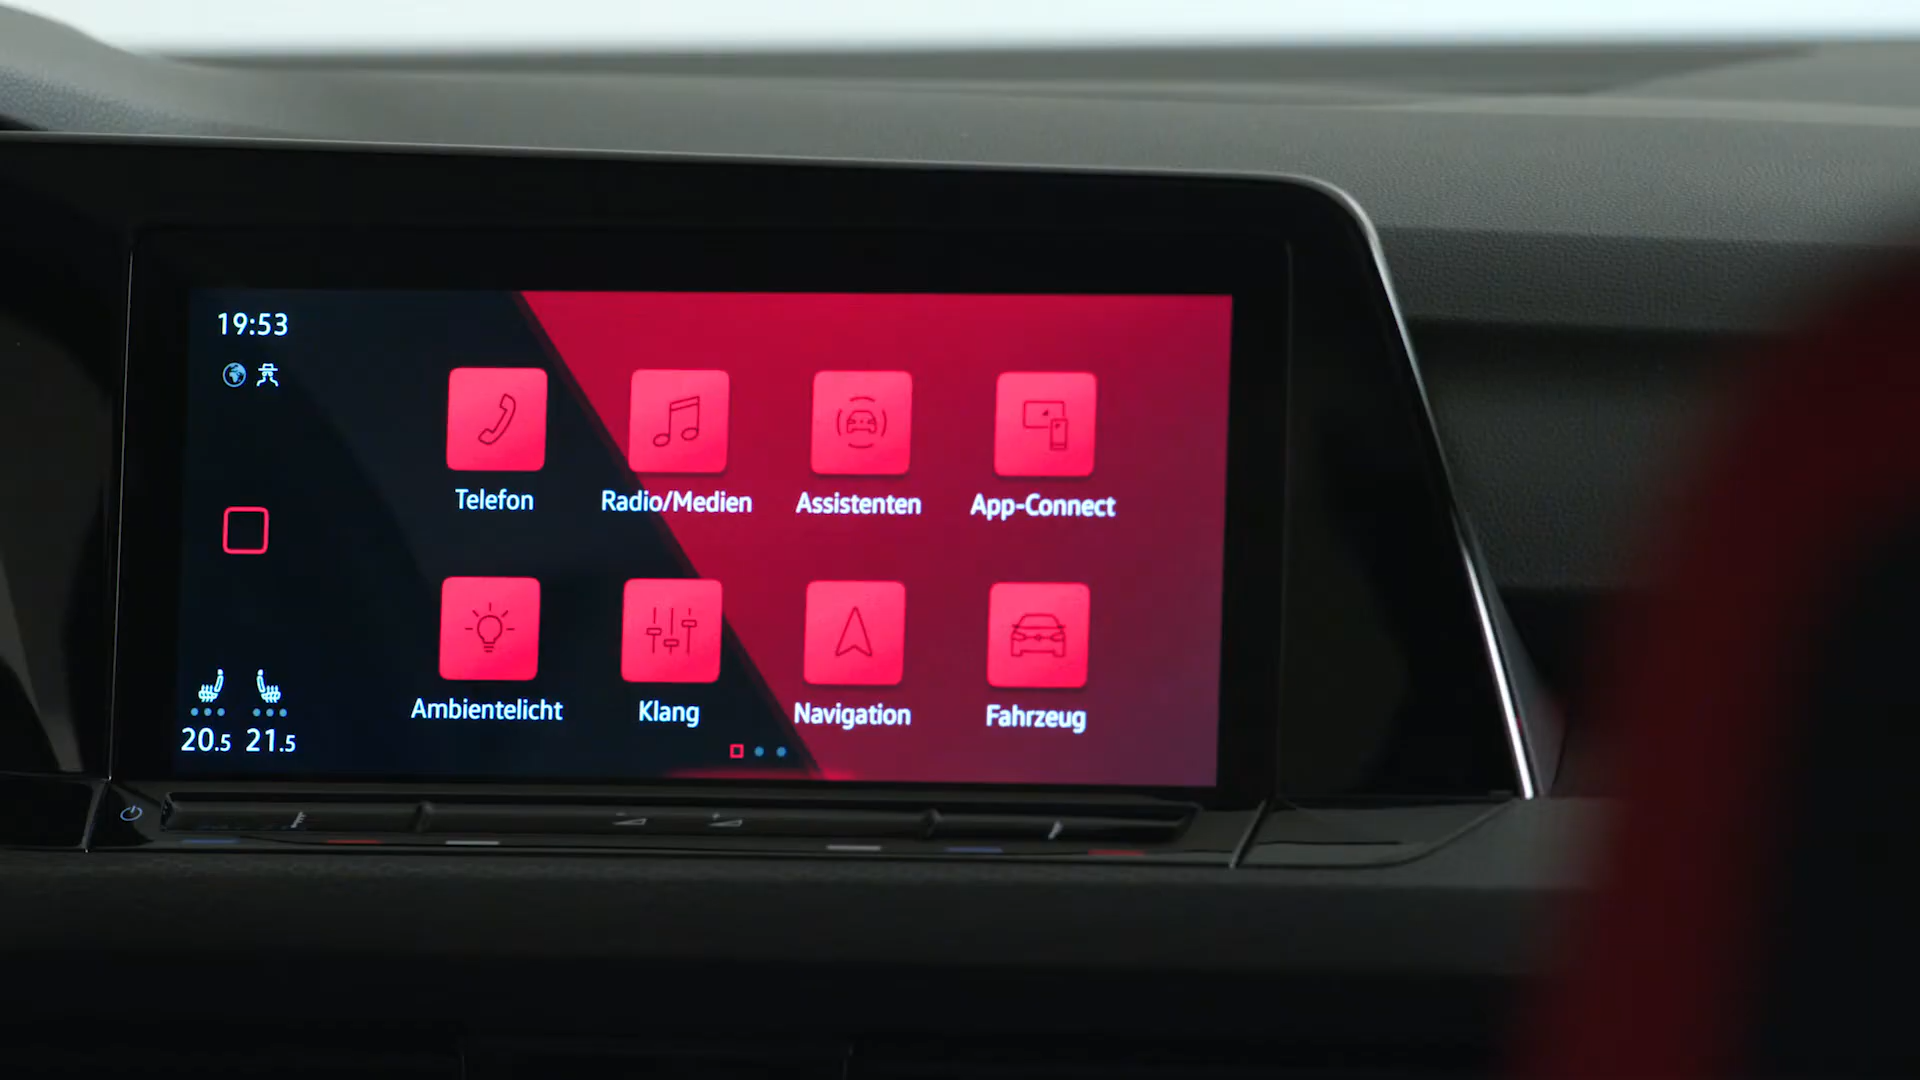 19:53
Telefon
Radio/Medien
Assistenten
App-Connect
Ambientelicht
Klang
Navigation
Fahrzeug
20.5 21.5